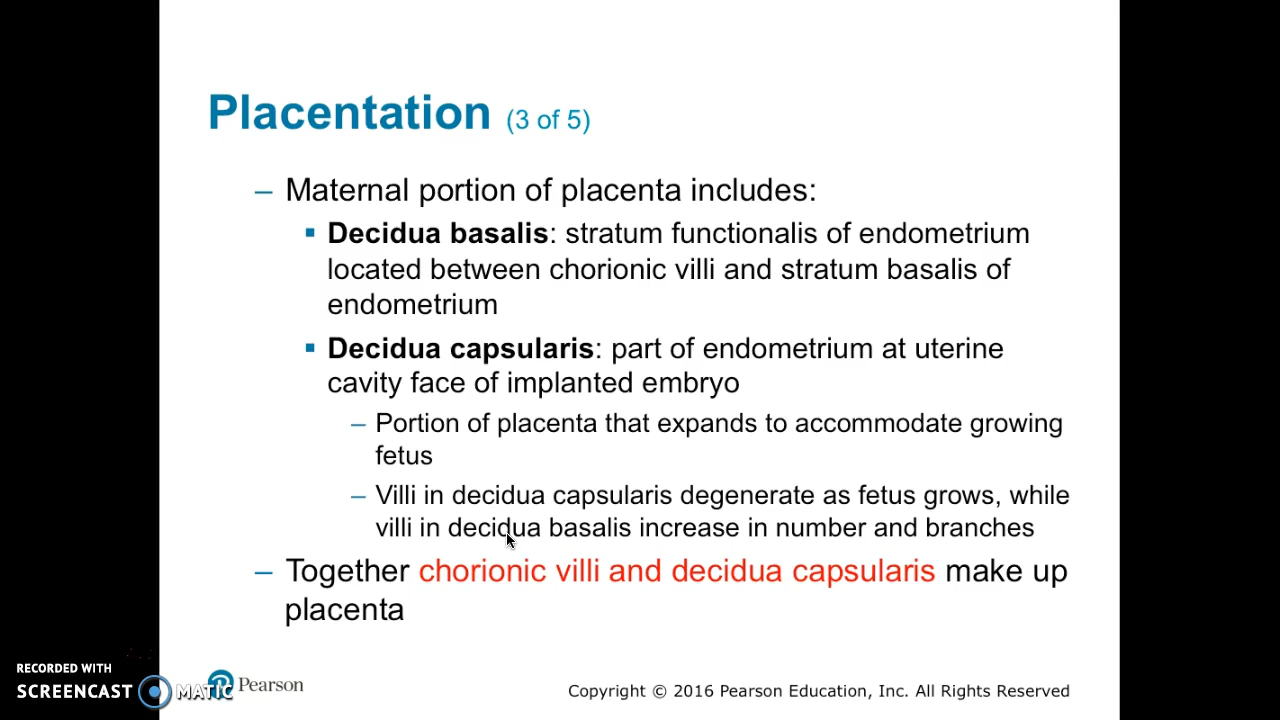 Placentation (3 of 5)
– Maternal portion of placenta includes:
▪ Decidua basalis: stratum functionalis of endometrium
located between chorionic villi and stratum basalis of
endometrium
▪ Decidua capsularis: part of endometrium at uterine
cavity face of implanted embryo
– Portion of placenta that expands to accommodate growing
fetus
– Villi in decidua capsularis degenerate as fetus grows, while
villi in decidua basalis increase in number and branches
– Together chorionic villi and decidua capsularis make up
placenta
RECORDED WITH
SCREENCAST MATIC
Pearson
Copyright © 2016 Pearson Education, Inc. All Rights Reserved